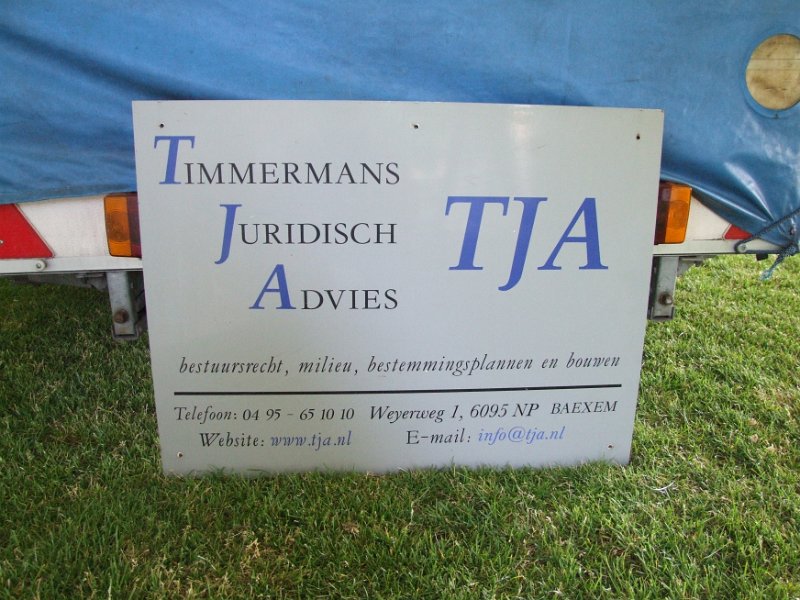 TIMMERMANS
JURIDISCH
ADVIES
TJA
bestuursrecht, milieu, bestemmingsplannen en bouwen
Telefoon: 04 95 - 65 10 10 Weyerweg 1, 6095 NP BAEXEM
Website: www.tja.nl E-mail: info@tja.nl